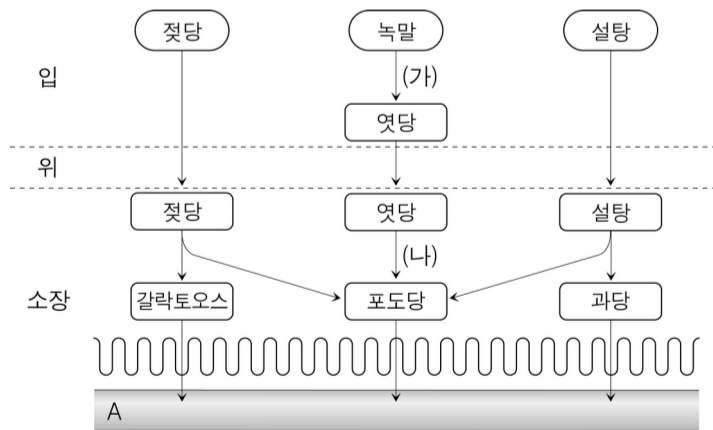 젖당 녹말 설탕
입 (가)
엿당
위
젖당 엿당 설탕
(나)
소장 갈락토오스 포도당 과당
A